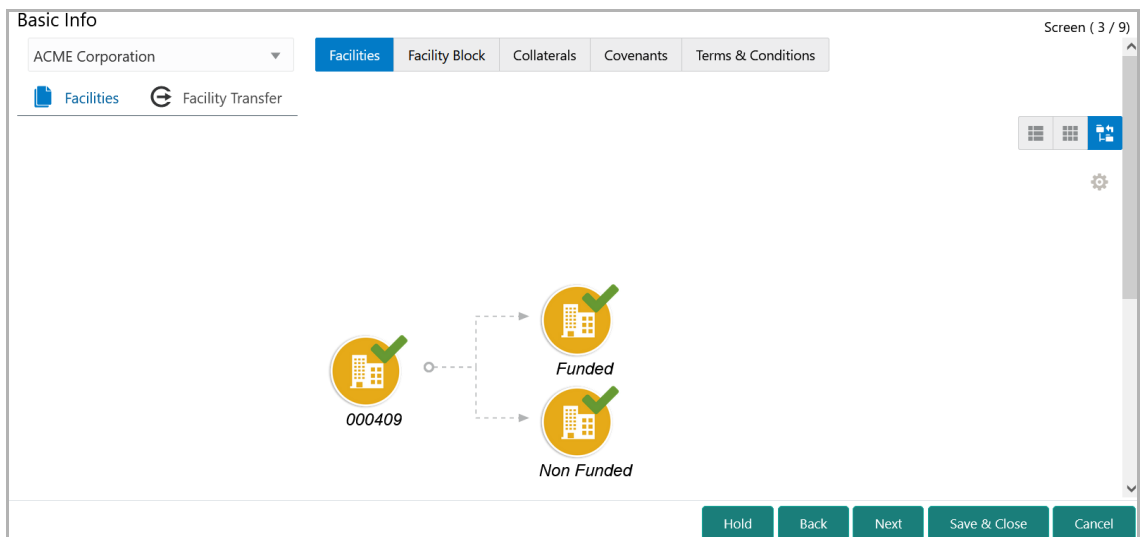 Basic Info
Screen ( 3 / 9)
ACME Corporation
Facilities Facility Block Collaterals Covenants Terms & Conditions
Facilities Facility Transfer
Funded
000409
Non Funded
Hold Back Next Save & Close Cancel